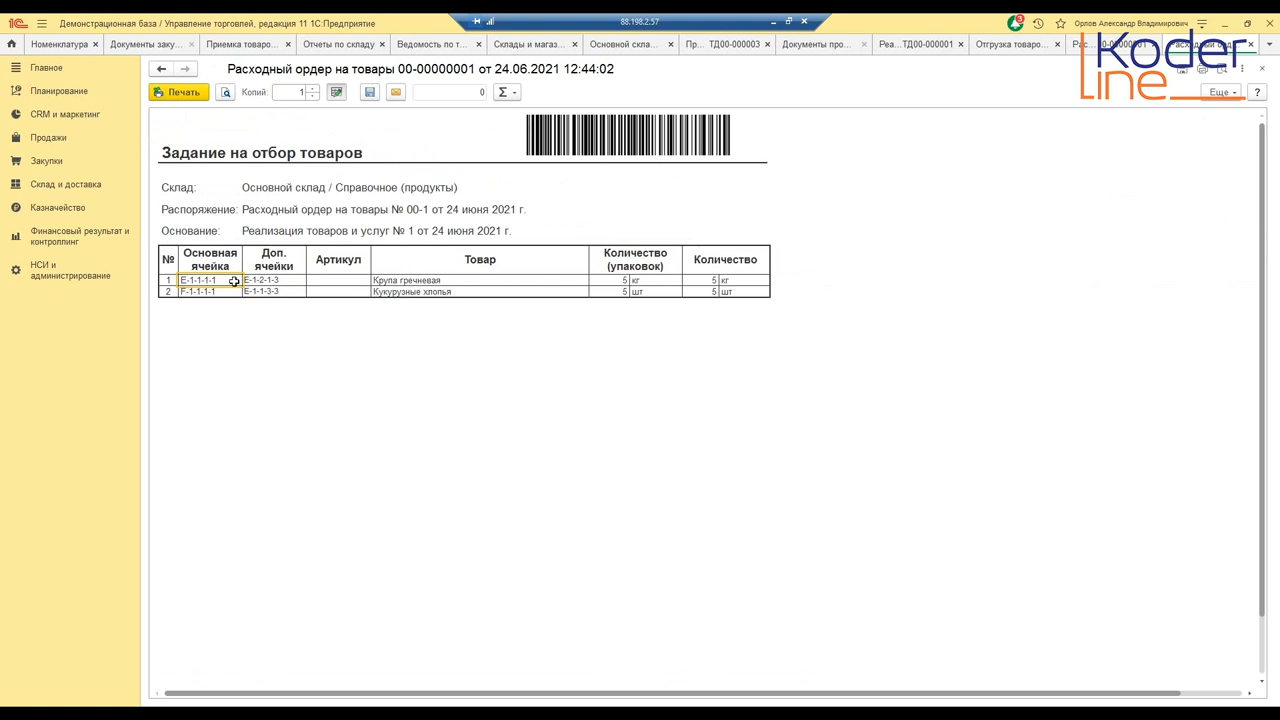 Демонстрационная база / Управление торговлей, редакция 11 1С:Предприятие
88.198.2.57
3
Орлов Александр Владимирович
Номенклатура
Документы заку...
Приемка товаро...
Отчеты по складу
Ведомость по т...
Склады и магаз...
Основной скла...
Пр... ТД00-000003
Документы про...
Реа...ТД00-000001
Отгрузка товаро...
Koder
line
Главное
Планирование
CRM и маркетинг
Продажи
Закупки
Склад и доставка
Казначейство
Финансовый результат и
контроллинг
НСИ и
администрирование
Расходный ордер на товары 00-00000001 от 24.06.2021 12:44:02
Печать
Копий:
1
0
Σ
Еще
?
Задание на отбор товаров
Склад: Основной склад / Справочное (продукты)
Распоряжение: Расходный ордер на товары № 00-1 от 24 июня 2021 г.
Основание: Реализация товаров и услуг № 1 от 24 июня 2021 г.
№ Основная ячейка Доп. ячейки Артикул Товар Количество (упаковок) Количество
1 E-1-1-1-1 E-1-2-1-3 Крупа гречневая 5 кг 5 кг
2 F-1-1-1-1 E-1-1-3-3 Кукурузные хлопья 5 шт 5 шт